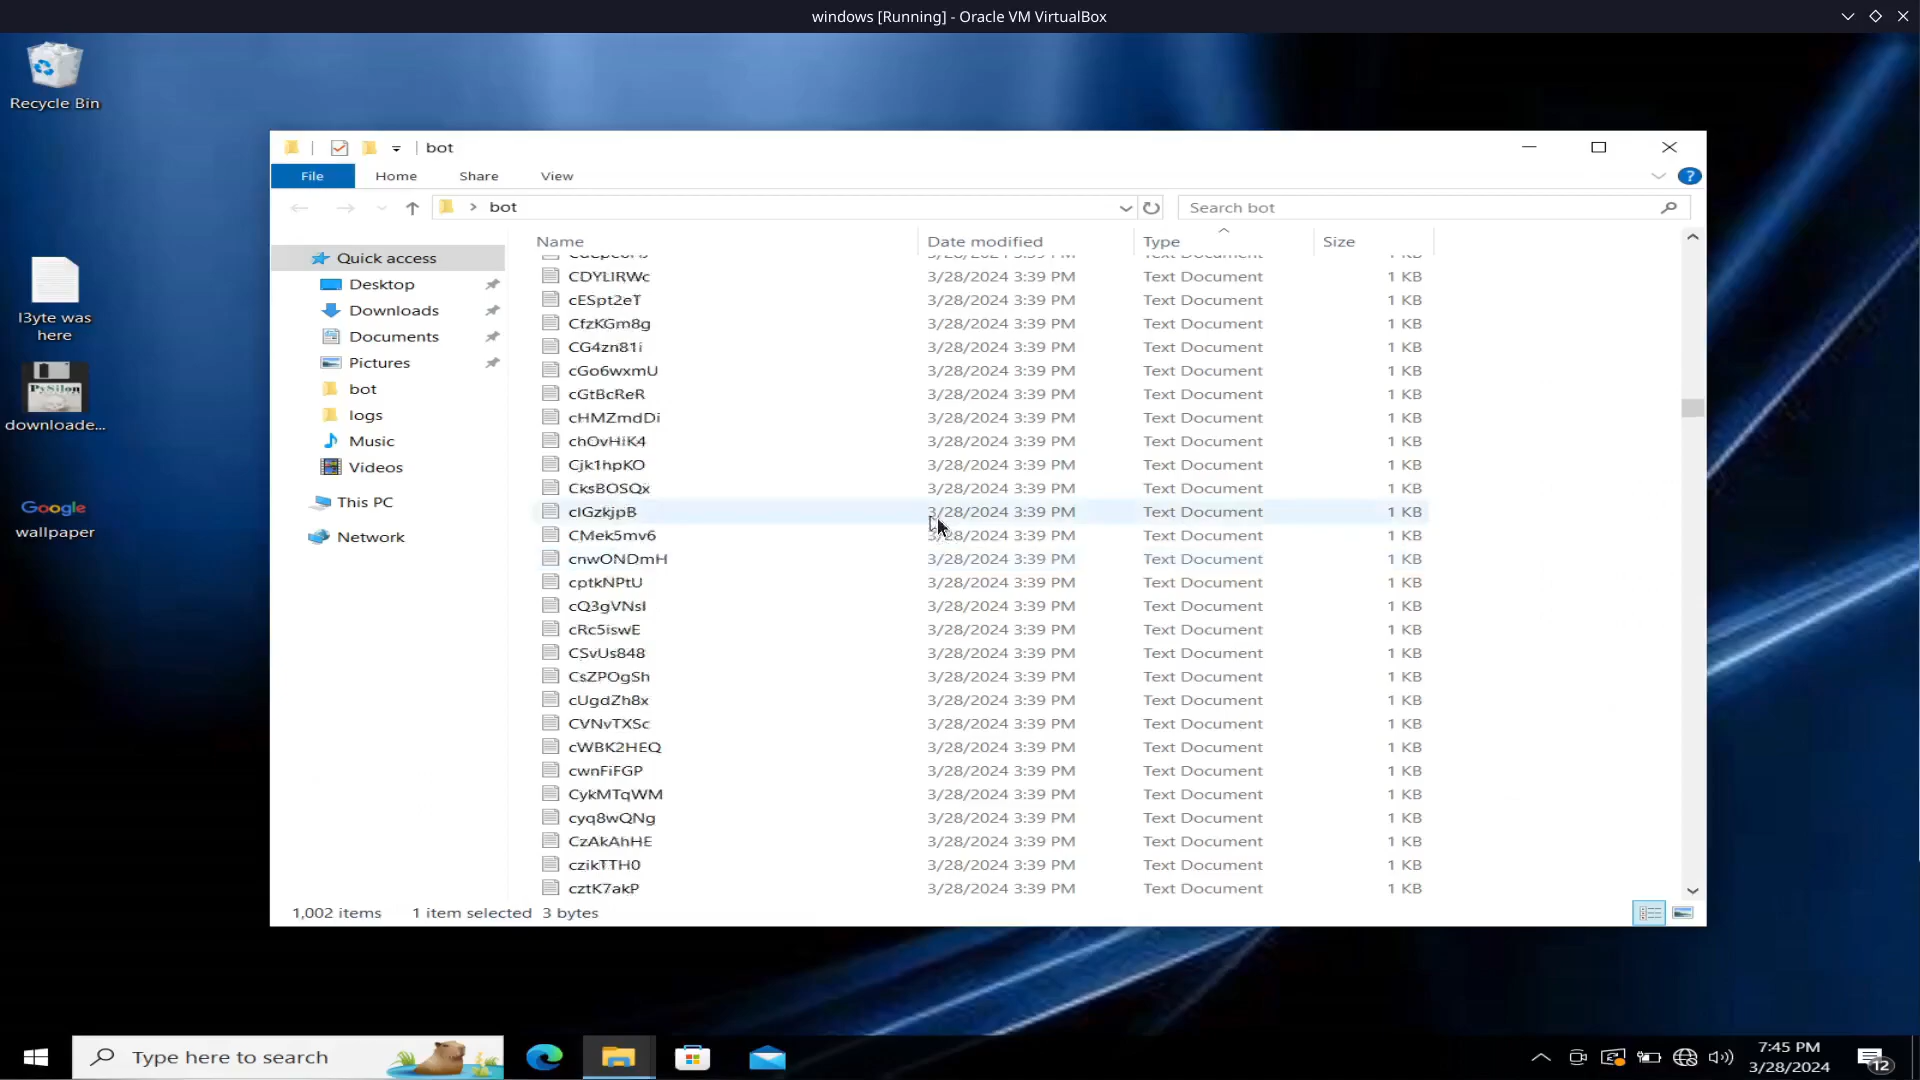 windows [Running] - Oracle VM VirtualBox
Recycle Bin
l3yte was
here
PySilon
downloade...
Google
wallpaper
bot
File Home Share View
bot
Search bot
Quick access
Desktop
Downloads
Documents
Pictures
bot
logs
Music
Videos
This PC
Network
Name Date modified Type Size
CDYLIRWc 3/28/2024 3:39 PM Text Document 1 KB
cESpt2eT 3/28/2024 3:39 PM Text Document 1 KB
CfzKGm8g 3/28/2024 3:39 PM Text Document 1 KB
CG4zn81i 3/28/2024 3:39 PM Text Document 1 KB
cGo6wxmU 3/28/2024 3:39 PM Text Document 1 KB
cGtBcReR 3/28/2024 3:39 PM Text Document 1 KB
cHMZmdDi 3/28/2024 3:39 PM Text Document 1 KB
chOvHiK4 3/28/2024 3:39 PM Text Document 1 KB
Cjk1hpKO 3/28/2024 3:39 PM Text Document 1 KB
CksBOSQx 3/28/2024 3:39 PM Text Document 1 KB
clGzkjpB 3/28/2024 3:39 PM Text Document 1 KB
CMek5mv6 3/28/2024 3:39 PM Text Document 1 KB
cnwONDmH 3/28/2024 3:39 PM Text Document 1 KB
cptkNPtU 3/28/2024 3:39 PM Text Document 1 KB
cQ3gVNsI 3/28/2024 3:39 PM Text Document 1 KB
cRc5iswE 3/28/2024 3:39 PM Text Document 1 KB
CSvUs848 3/28/2024 3:39 PM Text Document 1 KB
CsZPOgSh 3/28/2024 3:39 PM Text Document 1 KB
cUgdZh8x 3/28/2024 3:39 PM Text Document 1 KB
CVNvTXSc 3/28/2024 3:39 PM Text Document 1 KB
cWBK2HEQ 3/28/2024 3:39 PM Text Document 1 KB
cwnFiFGP 3/28/2024 3:39 PM Text Document 1 KB
CykMTqWM 3/28/2024 3:39 PM Text Document 1 KB
cyq8wQNg 3/28/2024 3:39 PM Text Document 1 KB
CzAkAhHE 3/28/2024 3:39 PM Text Document 1 KB
czikTTH0 3/28/2024 3:39 PM Text Document 1 KB
cztK7akP 3/28/2024 3:39 PM Text Document 1 KB
1,002 items 1 item selected 3 bytes
Type here to search
7:45 PM
3/28/2024
12